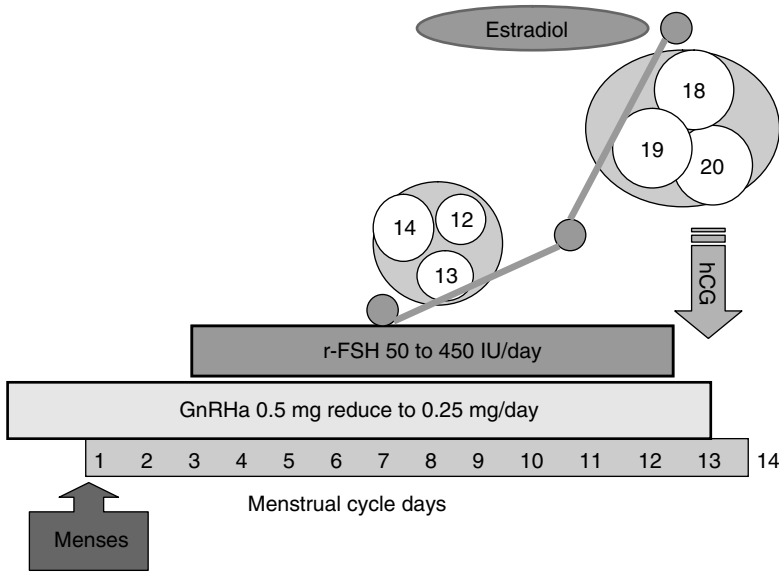 Estradiol
18
19
20
14
12
13
hCG
r-FSH 50 to 450 IU/day
GnRHa 0.5 mg reduce to 0.25 mg/day
1 2 3 4 5 6 7 8 9 10 11 12 13 14
Menstrual cycle days
Menses